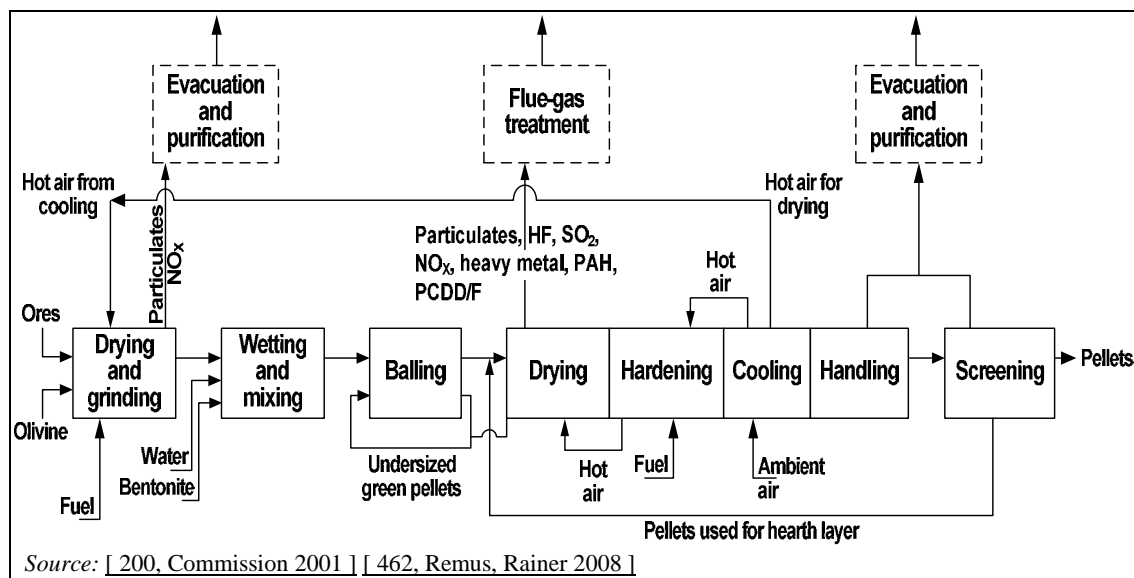 Evacuation
and
purification
Flue-gas
treatment
Evacuation
and
purification
Hot air from
cooling
Particulates
NOX
Hot air for
drying
Particulates, HF, SO2,
NOX, heavy metal, PAH,
PCDD/F
Hot
air
Ores
Olivine
Drying
and
grinding
Wetting
and
mixing
Balling
Drying
Hardening
Cooling
Handling
Screening
Pellets
Fuel
Water
Bentonite
Undersized
green pellets
Hot
air
Fuel
Ambient
air
Pellets used for hearth layer
Source: [ 200, Commission 2001 ] [ 462, Remus, Rainer 2008 ]